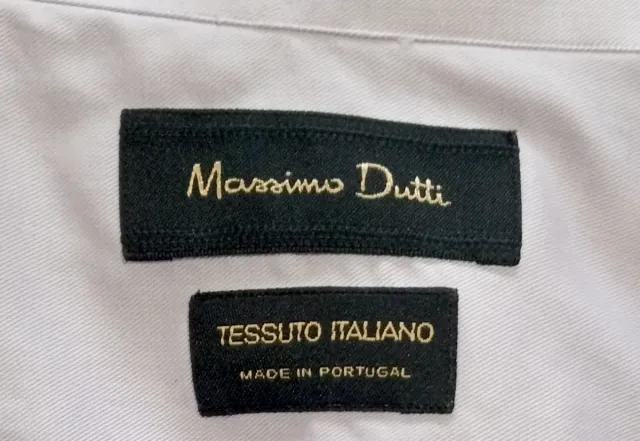 Massimo Dutti
TESSUTO ITALIANO
MADE IN PORTUGAL